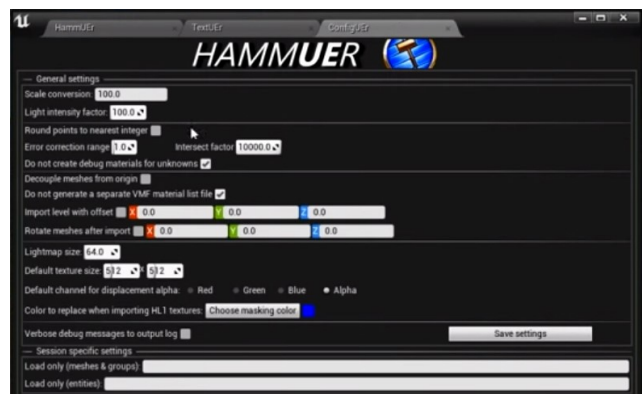 HammUEr
TextUEr
ConfigUEr
HAMMUER
General settings
Scale conversion: 100.0
Light intensity factor: 100.0
Round points to nearest integer
Error correction range 1.0 Intersect factor 10000.0
Do not create debug materials for unknowns
Decouple meshes from origin
Do not generate a separate VMF material list file
Import level with offset X 0.0 Y 0.0 Z 0.0
Rotate meshes after import X 0.0 Y 0.0 Z 0.0
Lightmap size: 64.0
Default texture size: 512 x 512
Default channel for displacement alpha: Red Green Blue Alpha
Color to replace when importing HL1 textures: Choose masking color
Verbose debug messages to output log Save settings
Session specific settings
Load only (meshes & groups):
Load only (entities):